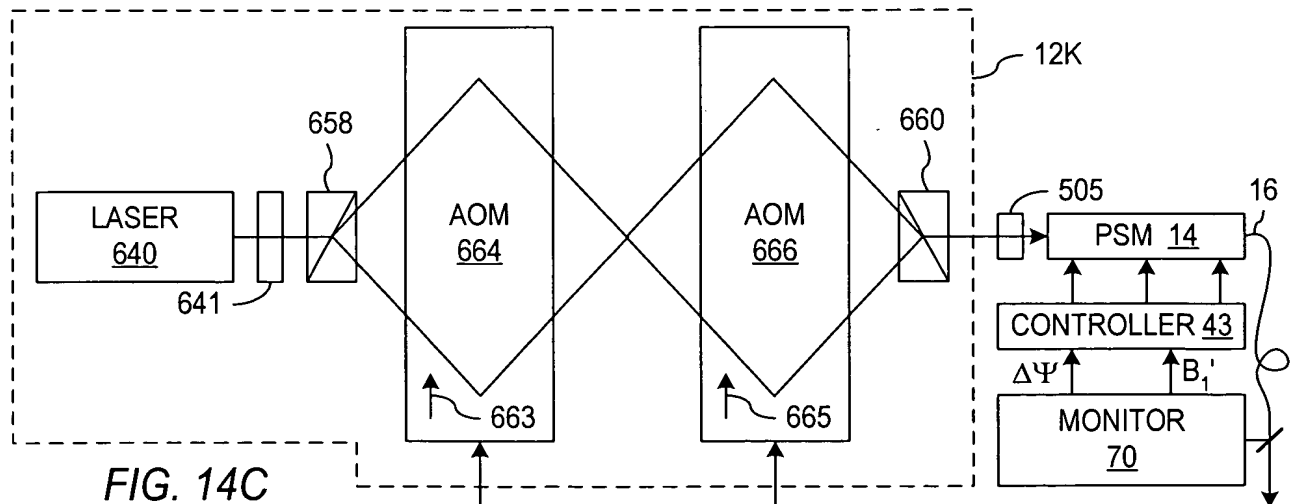 12K
658
660
505
16
LASER
640
AOM
664
AOM
666
PSM 14
641
CONTROLLER 43
ΔΨ
B₁'
663
665
MONITOR
70
FIG. 14C